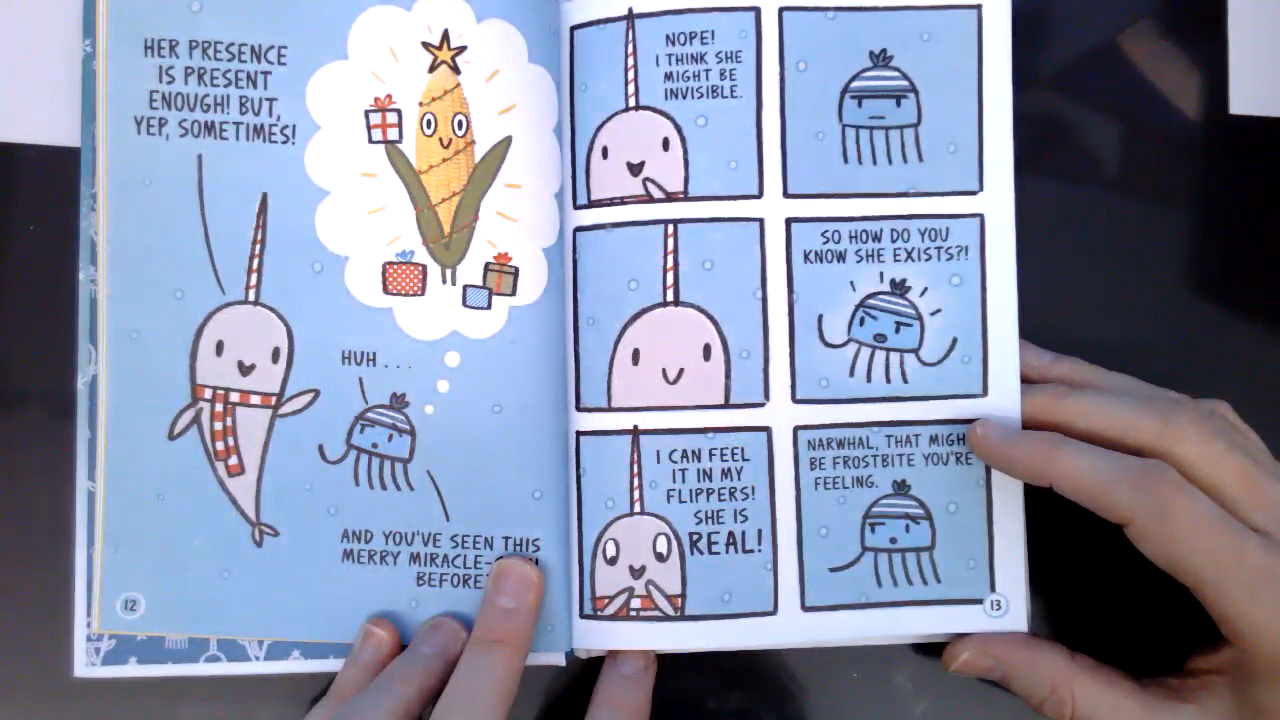 HER PRESENCE
IS PRESENT
ENOUGH! BUT,
YEP, SOMETIMES!
HUH...
AND YOU'VE SEEN THIS
MERRY
BEFORE
12
NOPE!
I THINK SHE
MIGHT BE
INVISIBLE.
SO HOW DO YOU
KNOW SHE EXISTS?!
I CAN FEEL
IT IN MY
FLIPPERS!
SHE IS
REAL!
NARWHAL, THAT
BE FROSTBITE YOU'RE
FEELING.
13